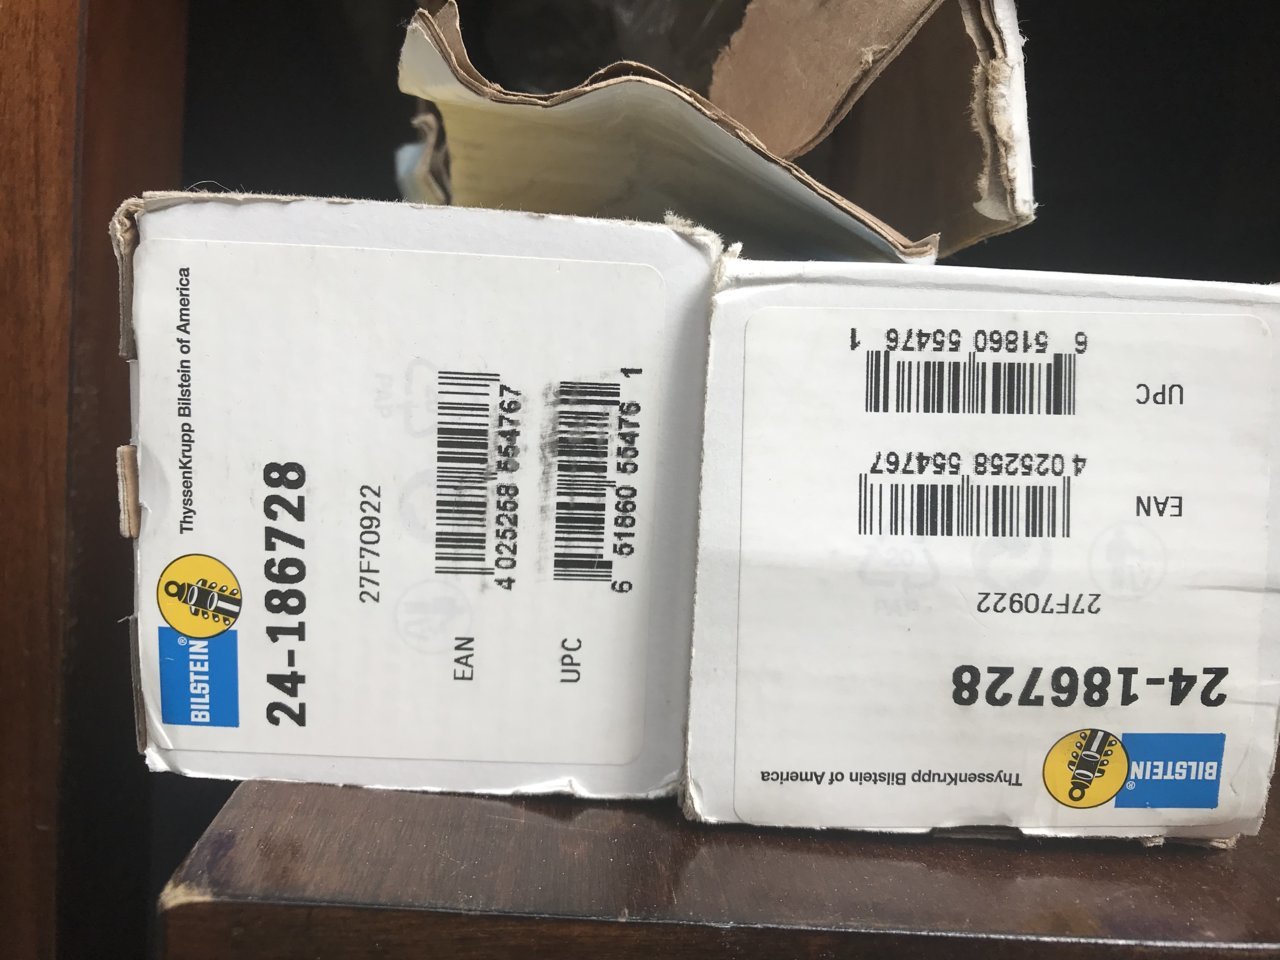 ThyssenKrupp Bilstein of America
BILSTEIN®
24-186728
27F70922
EAN
4 025258 554767
UPC
6 51860 55476 1
BILSTEIN®
ThyssenKrupp Bilstein of America
24-186728
27F70922
EAN
4 025258 554767
UPC
6 51860 55476 1